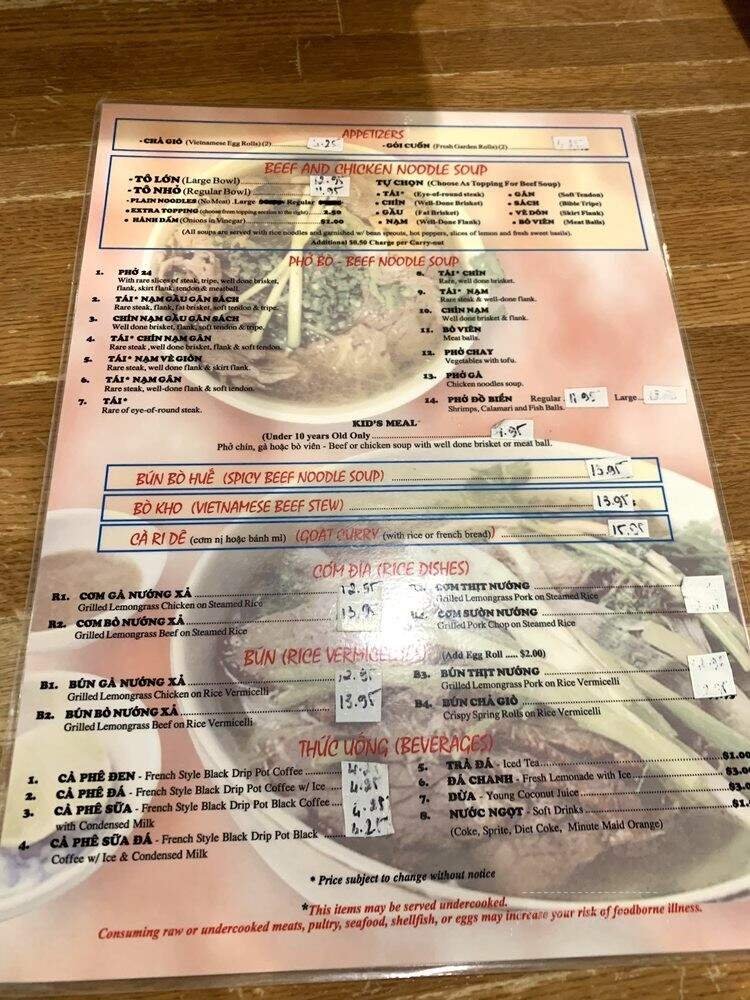 APPETIZERS
- CHẢ GIÒ (Vietnamese Egg Rolls) (2)
- GỎI CUỐN (Fresh Garden Rolls) (2)
BEEF AND CHICKEN NOODLE SOUP
- TÔ LỚN (Large Bowl)
- TÔ NHỎ (Regular Bowl)
- PLAIN NOODLES (No Meat) .Large Regular
• EXTRA TOPPING (choose from topping section to the right) 2.50
• HÀNH DẤM (Onions in Vinegar) $1.00
TỰ CHỌN (Choose As Topping For Beef Soup)
• TÁI* (Eye-of-round steak) • GÂN (Soft Tendon)
• CHÍN (Well-Done Brisket) • SÁCH (Bible Tripe)
• GẦU (Fat Brisket) • VÈ DÒN (Skirt Flank)
• NẠM (Well-Done Flank) • BÒ VIÊN (Meat Balls)
(All soups are served with rice noodles and garnished w/ bean sprouts, hot peppers, slices of lemon and fresh sweet basils).
Additional $0.50 Charge per Carry-out
PHỞ BÒ - BEEF NOODLE SOUP
1. PHỞ 24
With rare slices of steak, tripe, well done brisket,
flank, skirt flank, tendon & meatball.
2. TÁI* NẠM GẦU GÂN SÁCH
Rare steak, flank, fat brisket, soft tendon & tripe.
3. CHÍN NẠM GẦU GÂN SÁCH
Well done brisket, flank, soft tendon & tripe.
4. TÁI* CHÍN NẠM GÂN
Rare steak ,well done brisket, flank & soft tendon.
5. TÁI* NẠM VÈ GIÒN
Rare steak, well done flank & skirt flank.
6. TÁI* NẠM GÂN
Rare steak, well-done flank & soft tendon.
7. TÁI*
Rare of eye-of-round steak.
8. TÁI* CHÍN
Rare, well done brisket.
9. TÁI* NẠM
Rare steak & well-done flank.
10. CHÍN NẠM
Well done brisket & flank.
11. BÒ VIÊN
Meat balls.
12. PHỞ CHAY
Vegetables with tofu.
13. PHỞ GÀ
Chicken noodles soup.
14. PHỞ ĐỒ BIỂN Regular . 11.95 Large...
Shrimps, Calamari and Fish Balls.
KID'S MEAL
(Under 10 years Old Only
Phở chín, gà hoặc bò viên - Beef or chicken soup with well done brisket or meat ball.
BÚN BÒ HUẾ (SPICY BEEF NOODLE SOUP) 13.95
BÒ KHO (VIETNAMESE BEEF STEW) 13.95
CÀ RI DÊ (cơm nị hoặc bánh mì) (GOAT CURRY (with rice or french bread)) 15.95
CƠM DĨA (RICE DISHES)
R1. CƠM GÀ NƯỚNG XẢ 12.95
Grilled Lemongrass Chicken on Steamed Rice
R2. CƠM BÒ NƯỚNG XẢ 13.95
Grilled Lemongrass Beef on Steamed Rice
CƠM THỊT NƯỚNG
Grilled Lemongrass Pork on Steamed Rice
CƠM SƯỜN NƯỚNG
Grilled Pork Chop on Steamed Rice
BÚN (RICE VERMICELLI) (Add Egg Roll ..... $2.00)
B1. BÚN GÀ NƯỚNG XẢ 12.95
Grilled Lemongrass Chicken on Rice Vermicelli
B2. BÚN BÒ NƯỚNG XẢ 13.95
Grilled Lemongrass Beef on Rice Vermicelli
B3. BÚN THỊT NƯỚNG
Grilled Lemongrass Pork on Rice Vermicelli
B4. BÚN CHẢ GIÒ
Crispy Spring Rolls on Rice Vermicelli
THỨC UỐNG (BEVERAGES)
1. CÀ PHÊ ĐEN - French Style Black Drip Pot Coffee 4.25
2. CÀ PHÊ ĐÁ - French Style Black Drip Pot Coffee w/ Ice 4.25
3. CÀ PHÊ SỮA - French Style Black Drip Pot Black Coffee 4.25
with Condensed Milk
4. CÀ PHÊ SỮA ĐÁ - French Style Black Drip Pot Black 4.25
Coffee w/ Ice & Condensed Milk
5. TRÀ ĐÁ - Iced Tea $1.00
6. ĐÁ CHANH - Fresh Lemonade with Ice
7. DỪA - Young Coconut Juice
8. NƯỚC NGỌT - Soft Drinks
(Coke, Sprite, Diet Coke, Minute Maid Orange)
* Price subject to change without notice
*This items may be served undercooked.
Consuming raw or undercooked meats, pultry, seafood, shellfish, or eggs may increase your risk of foodborne illness.